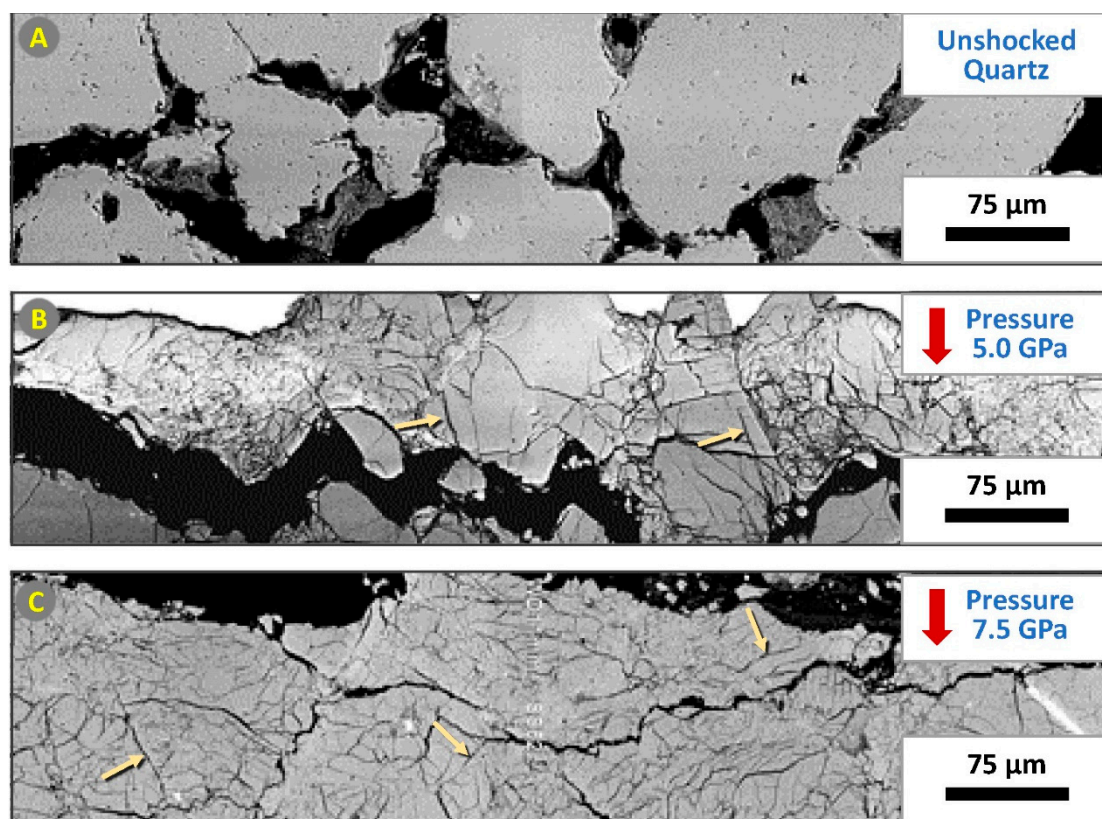 A
Unshocked
Quartz
75 µm
B
Pressure
5.0 GPa
75 µm
C
Pressure
7.5 GPa
75 µm